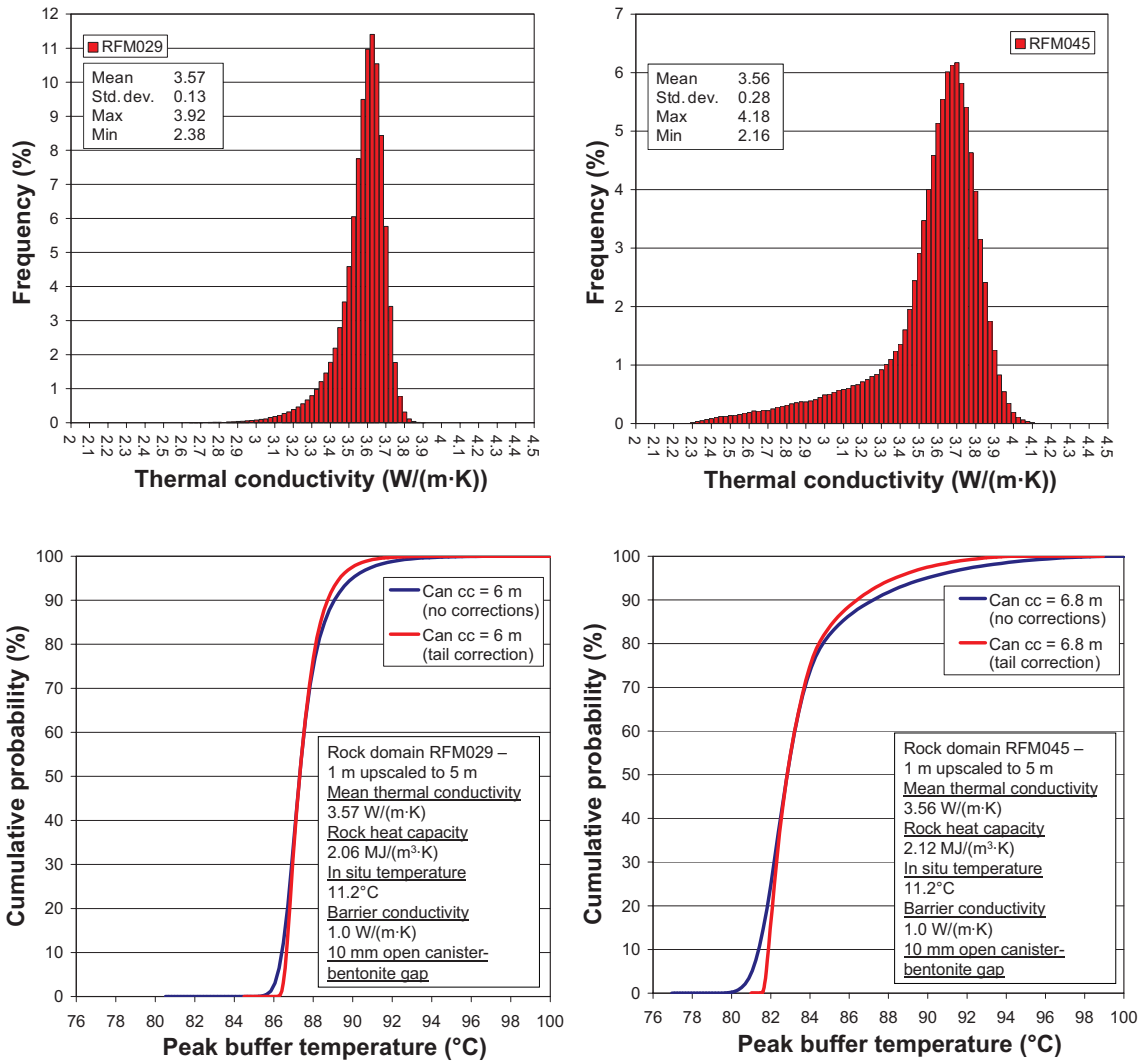 12
11
10
9
8
7
6
5
4
3
2
1
0
Frequency (%)
RFM029
Mean 3.57
Std. dev. 0.13
Max 3.92
Min 2.38
2 2.1 2.2 2.3 2.4 2.5 2.6 2.7 2.8 2.9 3 3.1 3.2 3.3 3.4 3.5 3.6 3.7 3.8 3.9 4 4.1 4.2 4.3 4.4 4.5
Thermal conductivity (W/(m·K))
7
6
5
4
3
2
1
0
Frequency (%)
RFM045
Mean 3.56
Std. dev. 0.28
Max 4.18
Min 2.16
2 2.1 2.2 2.3 2.4 2.5 2.6 2.7 2.8 2.9 3 3.1 3.2 3.3 3.4 3.5 3.6 3.7 3.8 3.9 4 4.1 4.2 4.3 4.4 4.5
Thermal conductivity (W/(m·K))
100
90
80
70
60
50
40
30
20
10
0
Cumulative probability (%)
Can cc = 6 m
(no corrections)
Can cc = 6 m
(tail correction)
Rock domain RFM029 –
1 m upscaled to 5 m
Mean thermal conductivity
3.57 W/(m·K)
Rock heat capacity
2.06 MJ/(m³·K)
In situ temperature
11.2°C
Barrier conductivity
1.0 W/(m·K)
10 mm open canister-
bentonite gap
76 78 80 82 84 86 88 90 92 94 96 98 100
Peak buffer temperature (°C)
100
90
80
70
60
50
40
30
20
10
0
Cumulative probability (%)
Can cc = 6.8 m
(no corrections)
Can cc = 6.8 m
(tail correction)
Rock domain RFM045 –
1 m upscaled to 5 m
Mean thermal conductivity
3.56 W/(m·K)
Rock heat capacity
2.12 MJ/(m³·K)
In situ temperature
11.2°C
Barrier conductivity
1.0 W/(m·K)
10 mm open canister-
bentonite gap
76 78 80 82 84 86 88 90 92 94 96 98 100
Peak buffer temperature (°C)